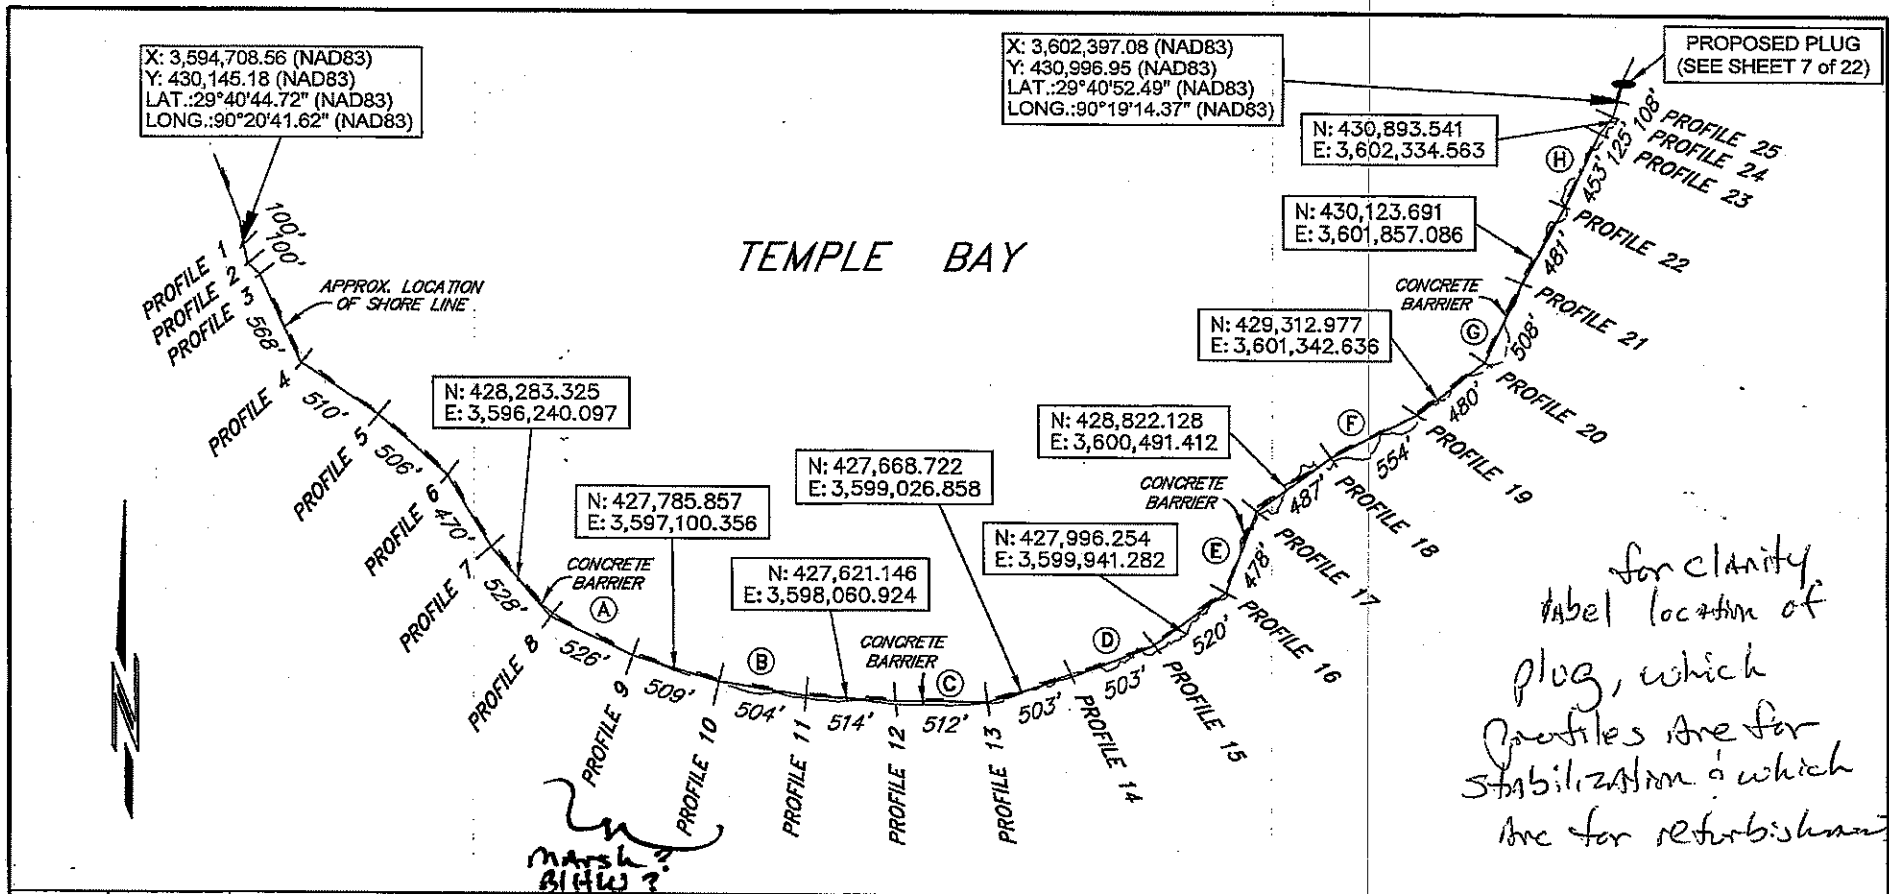 X: 3,594,708.56 (NAD83)
Y: 430,145.18 (NAD83)
LAT.:29°40'44.72" (NAD83)
LONG.:90°20'41.62" (NAD83)
X: 3,602,397.08 (NAD83)
Y: 430,996.95 (NAD83)
LAT.:29°40'52.49" (NAD83)
LONG.:90°19'14.37" (NAD83)
PROPOSED PLUG
(SEE SHEET 7 of 22)
N: 430,893.541
E: 3,602,334.563
N: 430,123.691
E: 3,601,857.086
TEMPLE BAY
APPROX. LOCATION
OF SHORE LINE
CONCRETE
BARRIER
N: 429,312.977
E: 3,601,342.636
N: 428,283.325
E: 3,596,240.097
N: 428,822.128
E: 3,600,491.412
N: 427,668.722
E: 3,599,026.858
CONCRETE
BARRIER
N: 427,785.857
E: 3,597,100.356
N: 427,996.254
E: 3,599,941.282
CONCRETE
BARRIER
N: 427,621.146
E: 3,598,060.924
CONCRETE
BARRIER
A
B
C
D
E
F
G
H
PROFILE 1
100'
PROFILE 2
100'
PROFILE 3
568'
PROFILE 4
510'
PROFILE 5
506'
PROFILE 6
470'
PROFILE 7
528'
PROFILE 8
526'
PROFILE 9
509'
PROFILE 10
504'
PROFILE 11
514'
PROFILE 12
512'
PROFILE 13
503'
PROFILE 14
503'
PROFILE 15
520'
PROFILE 16
478'
PROFILE 17
487'
PROFILE 18
554'
PROFILE 19
480'
PROFILE 20
508'
PROFILE 21
481'
PROFILE 22
453'
PROFILE 23
125'
PROFILE 24
108'
PROFILE 25
N
for clarity
label location of
plug, which
profiles are for
stabilization & which
are for refurbishment
Marsh?
BIHW?